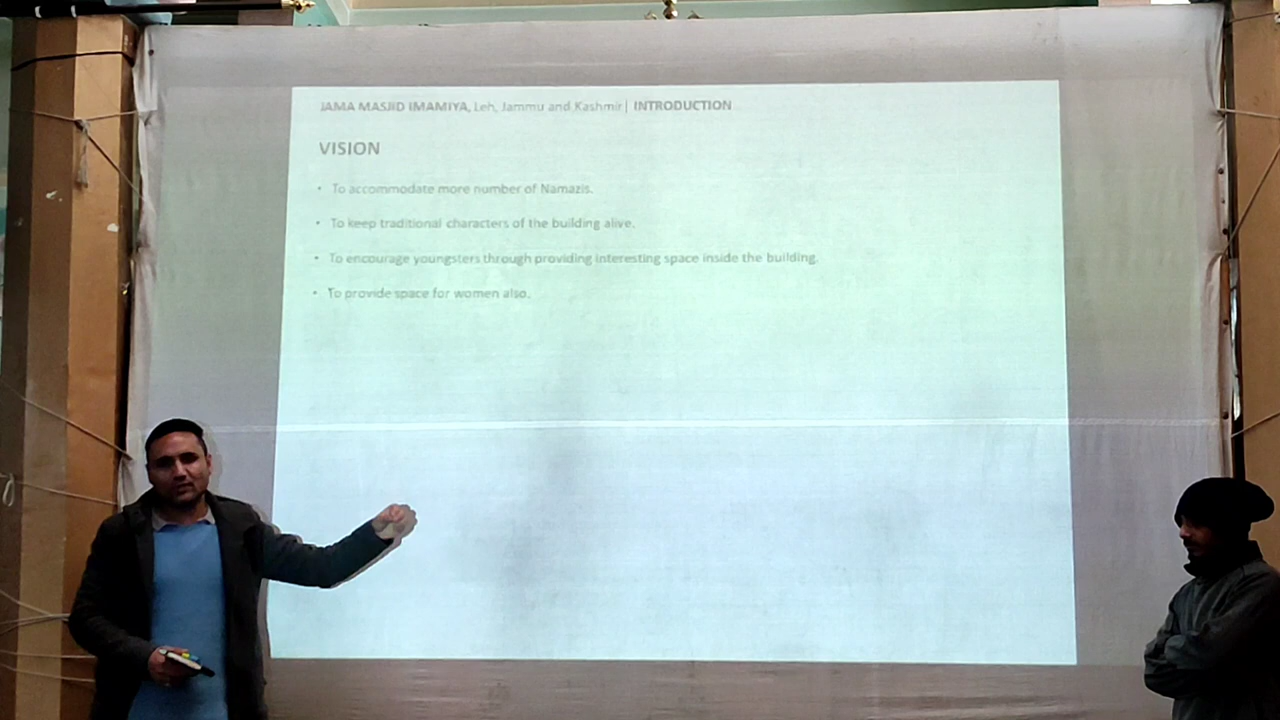 JAMA MASJID IMAMIYA, Leh, Jammu and Kashmir| INTRODUCTION
VISION
• To accommodate more number of Namazis.
• To keep traditional characters of the building alive.
• To encourage youngsters through providing interesting space inside the building.
• To provide space for women also.